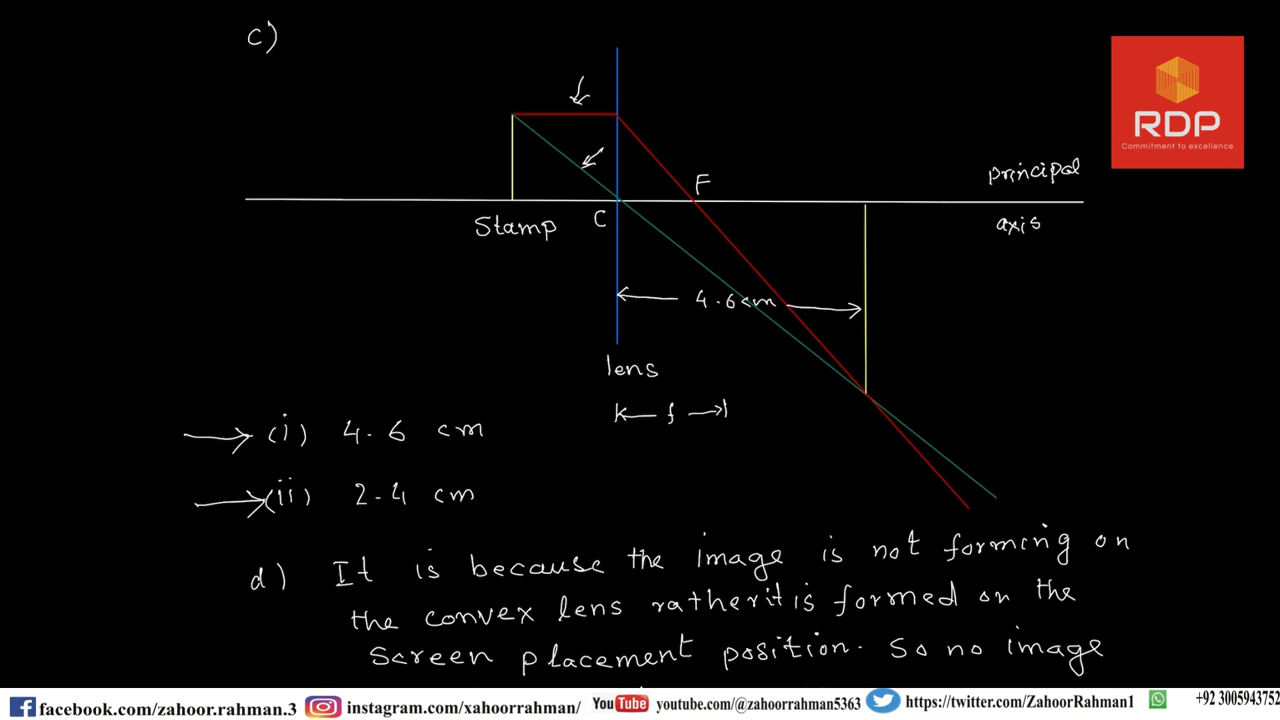 c)
RDP
Commitment to excellence
F
principal
Stamp
C
axis
4.6cm
lens
f
(i) 4.6 cm
(ii) 2.4 cm
d) It is because the image is not forming on
the convex lens rather it is formed on the
screen placement position. So no image
facebook.com/zahoor.rahman.3
instagram.com/zahoorrahman/
YouTube youtube.com/@zahoorrahman5363
https://twitter.com/ZahoorRahman1
+92 3005943752